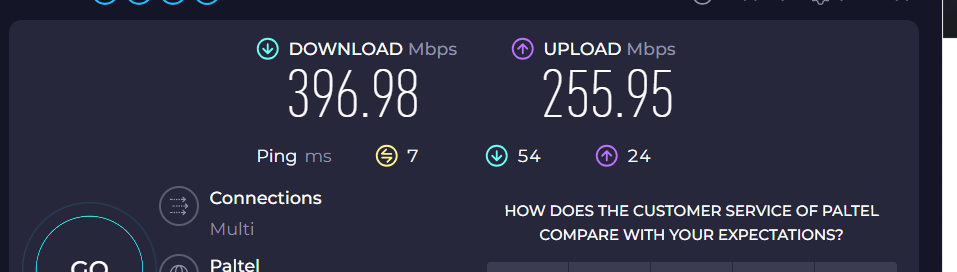 DOWNLOAD Mbps
UPLOAD Mbps
396.98
255.95
Ping ms 7 54 24
Connections
Multi
HOW DOES THE CUSTOMER SERVICE OF PALTEL
COMPARE WITH YOUR EXPECTATIONS?
GO
Paltel